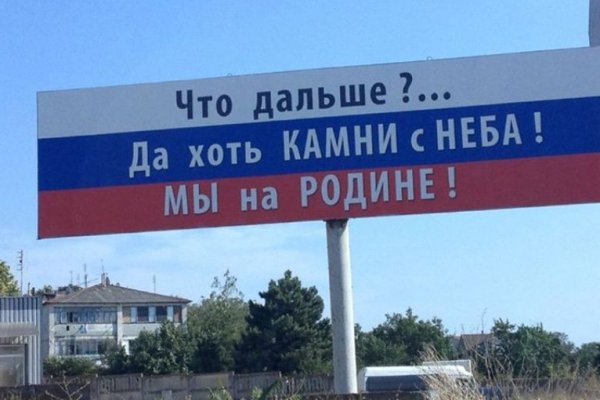 Что дальше ?...
Да хоть КАМНИ с НЕБА !
МЫ на РОДИНЕ !